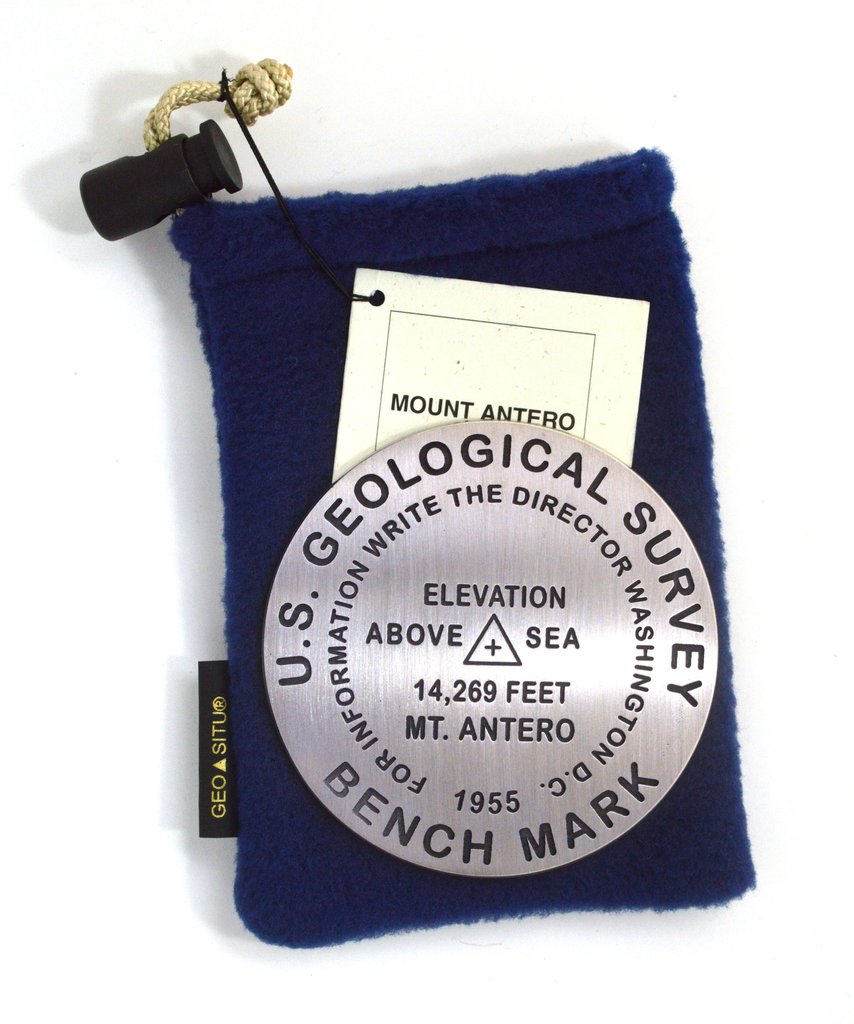 MOUNT ANTERO
U.S. GEOLOGICAL SURVEY
FOR INFORMATION WRITE THE DIRECTOR WASHINGTON D.C.
ELEVATION
ABOVE SEA
14,269 FEET
MT. ANTERO
1955
BENCH MARK
GEO▲SITU®